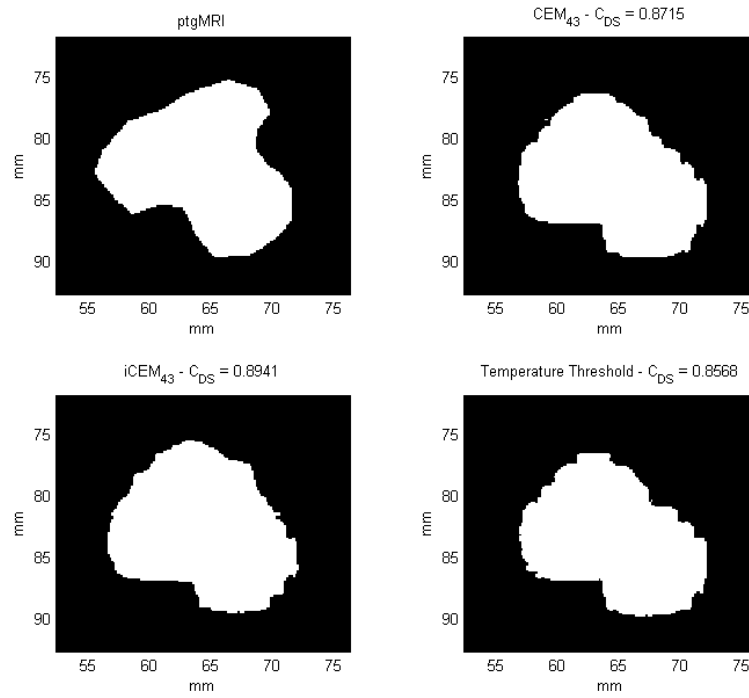 ptgMRI
75
80
85
90
mm
55 60 65 70 75
mm
CEM43 - CDS = 0.8715
75
80
85
90
mm
55 60 65 70 75
mm
iCEM43 - CDS = 0.8941
75
80
85
90
mm
55 60 65 70 75
mm
Temperature Threshold - CDS = 0.8568
75
80
85
90
mm
55 60 65 70 75
mm